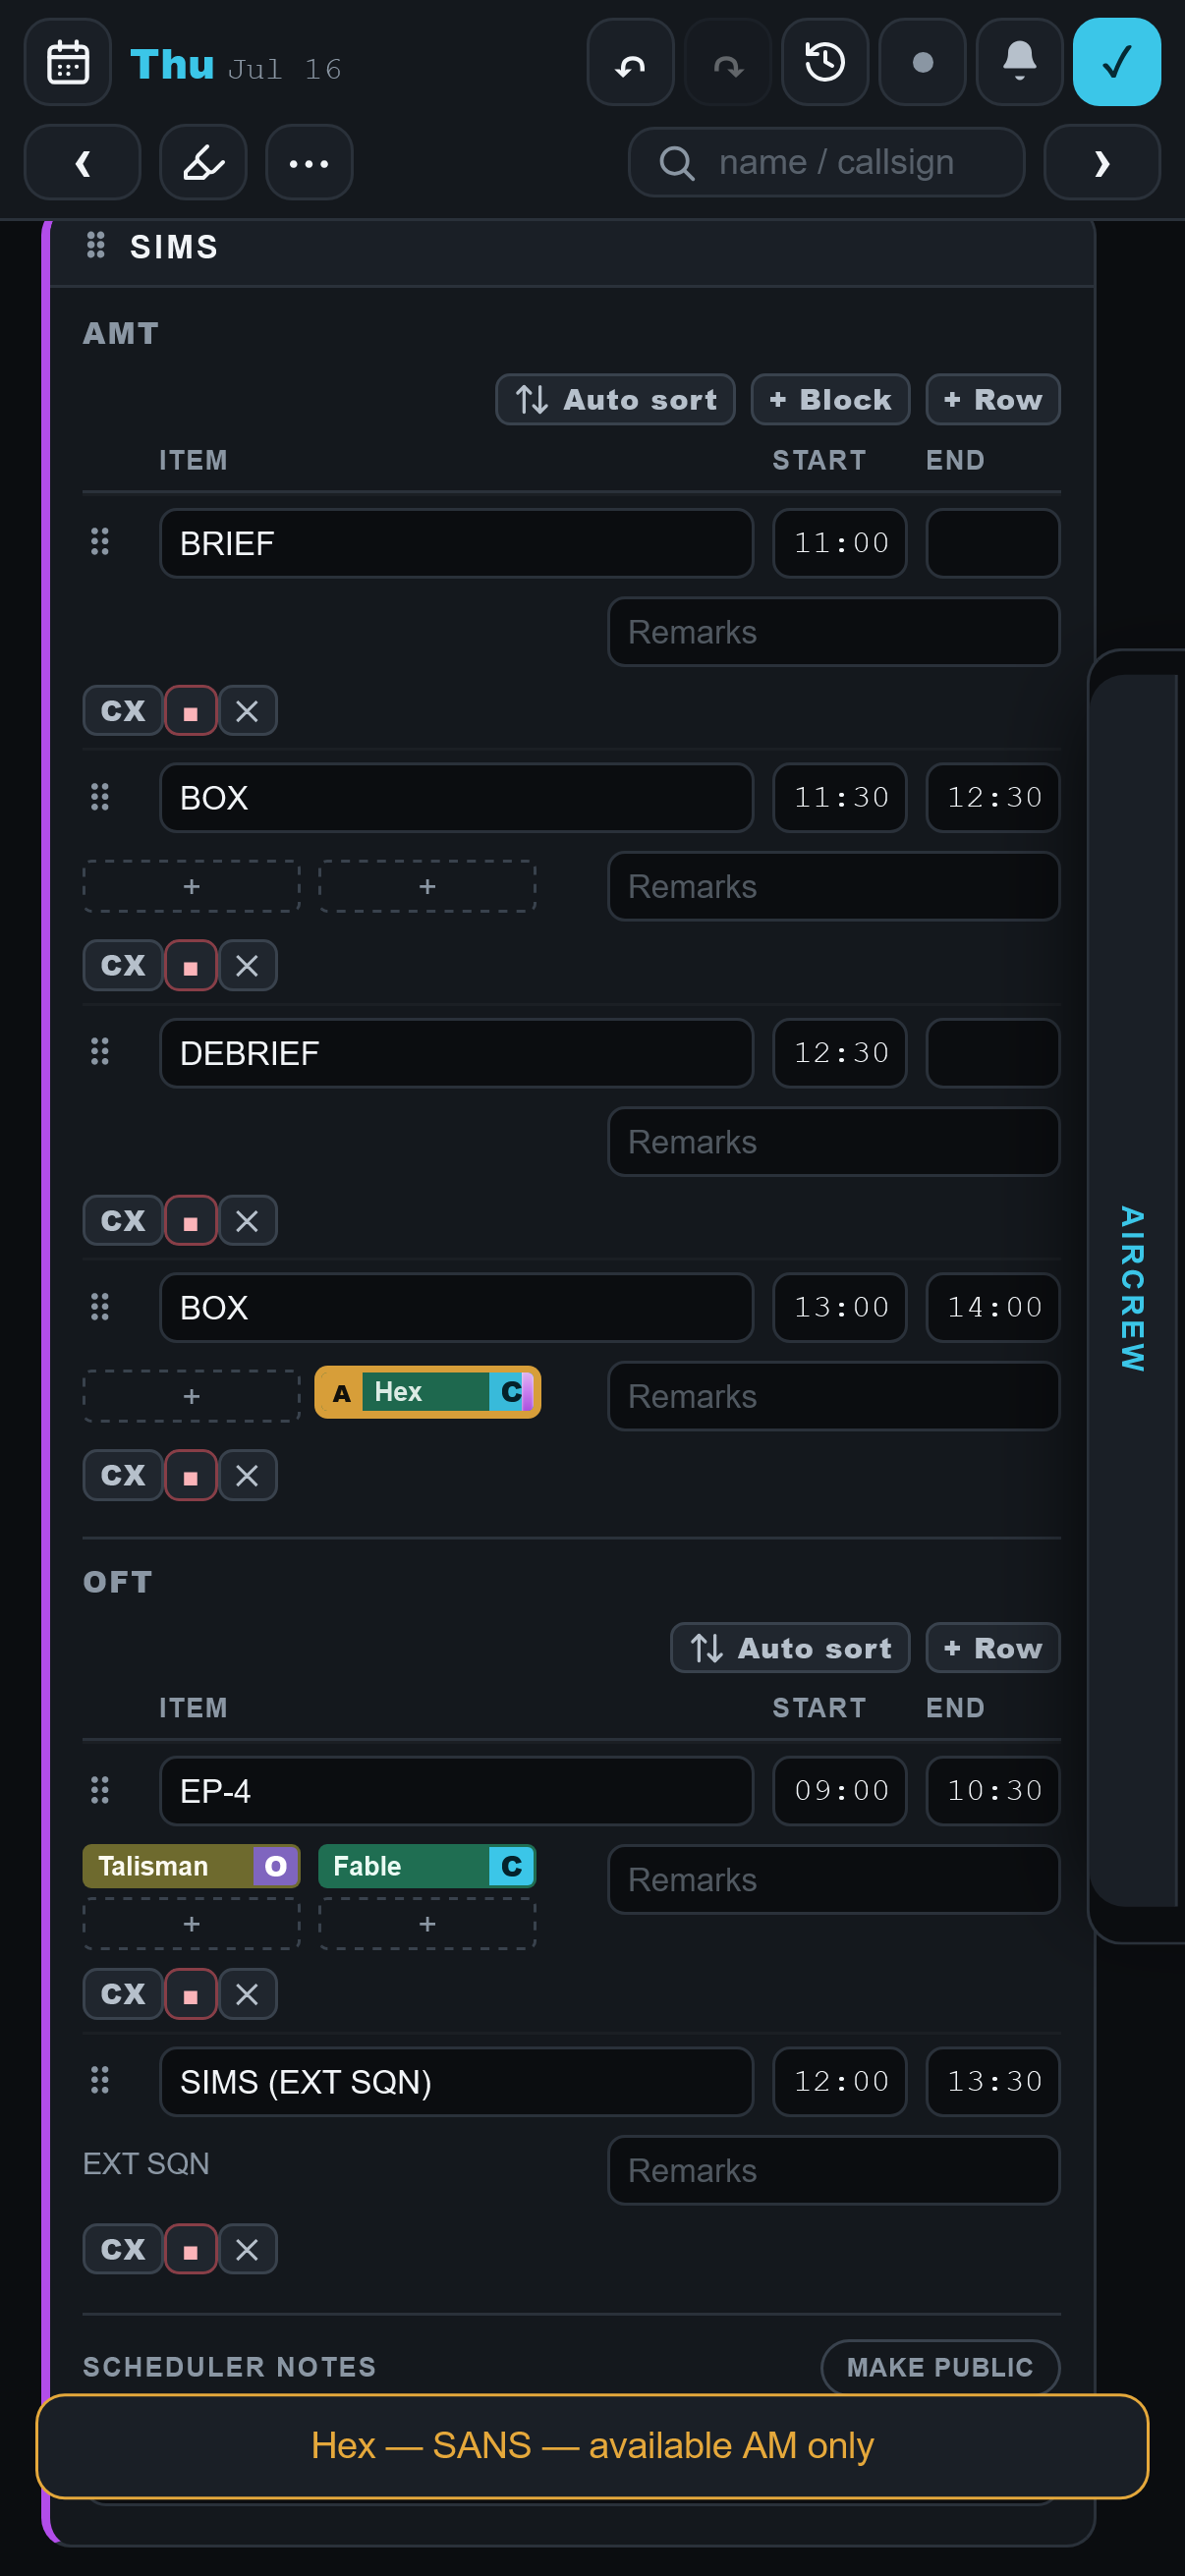 Thu Jul 16
name / callsign
SIMS
AMT
Auto sort + Block + Row
ITEM START END
BRIEF 11:00
Remarks
CX
BOX 11:30 12:30
+ + Remarks
CX
DEBRIEF 12:30
Remarks
CX
BOX 13:00 14:00
+ A Hex C Remarks
CX
AIRCREW
OFT
Auto sort + Row
ITEM START END
EP-4 09:00 10:30
Talisman O Fable C Remarks
+ +
CX
SIMS (EXT SQN) 12:00 13:30
EXT SQN Remarks
CX
SCHEDULER NOTES MAKE PUBLIC
Hex — SANS — available AM only